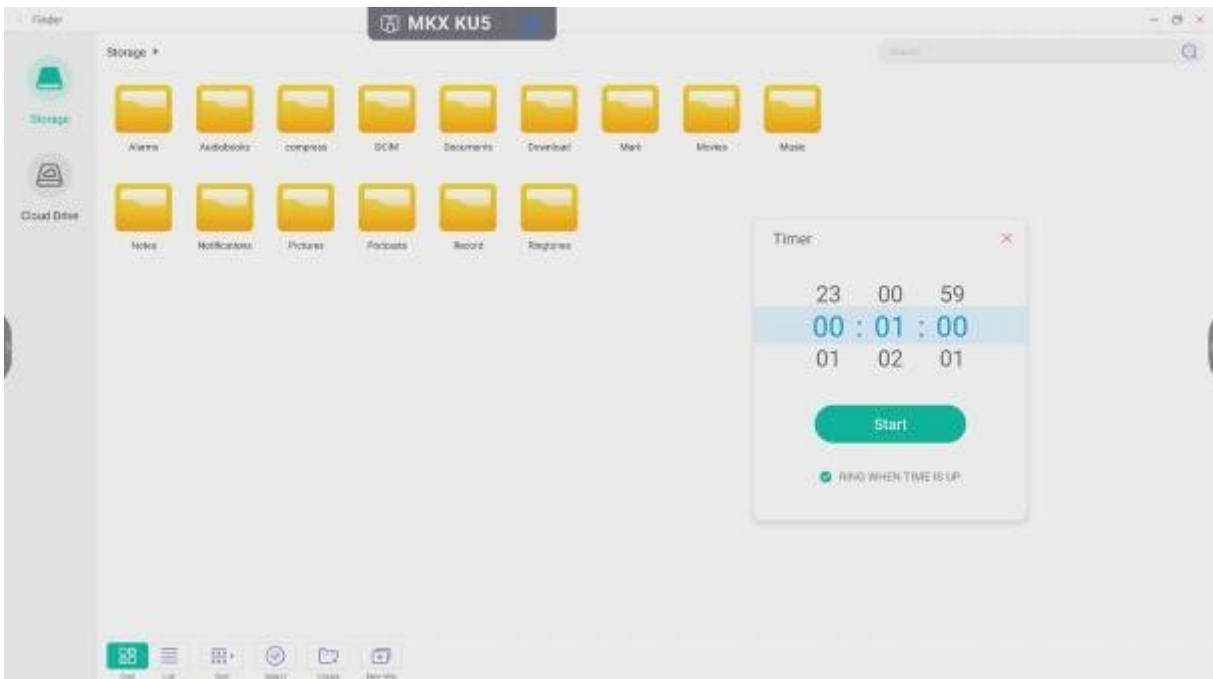 Finder
MKX KU5
Storage
Storage
Cloud Drive
Alarms Audiobooks compress DCIM Documents Download Mark Movies Music
Notes Notifications Pictures Podcasts Record Ringtones
Timer
23 00 59
00 : 01 : 00
01 02 01
Start
RING WHEN TIME IS UP
Select Create